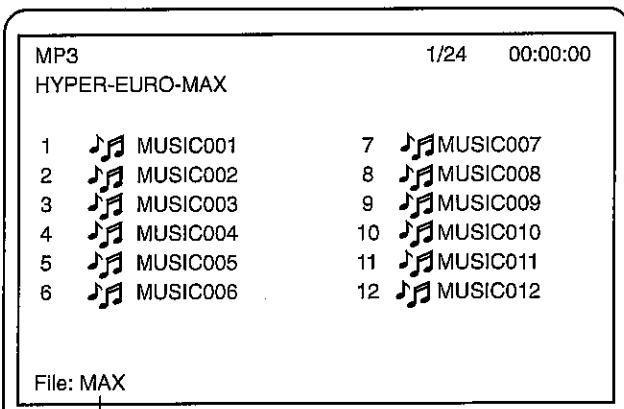 MP3 1/24 00:00:00
HYPER-EURO-MAX
1 MUSIC001 7 MUSIC007
2 MUSIC002 8 MUSIC008
3 MUSIC003 9 MUSIC009
4 MUSIC004 10 MUSIC010
5 MUSIC005 11 MUSIC011
6 MUSIC006 12 MUSIC012
File: MAX